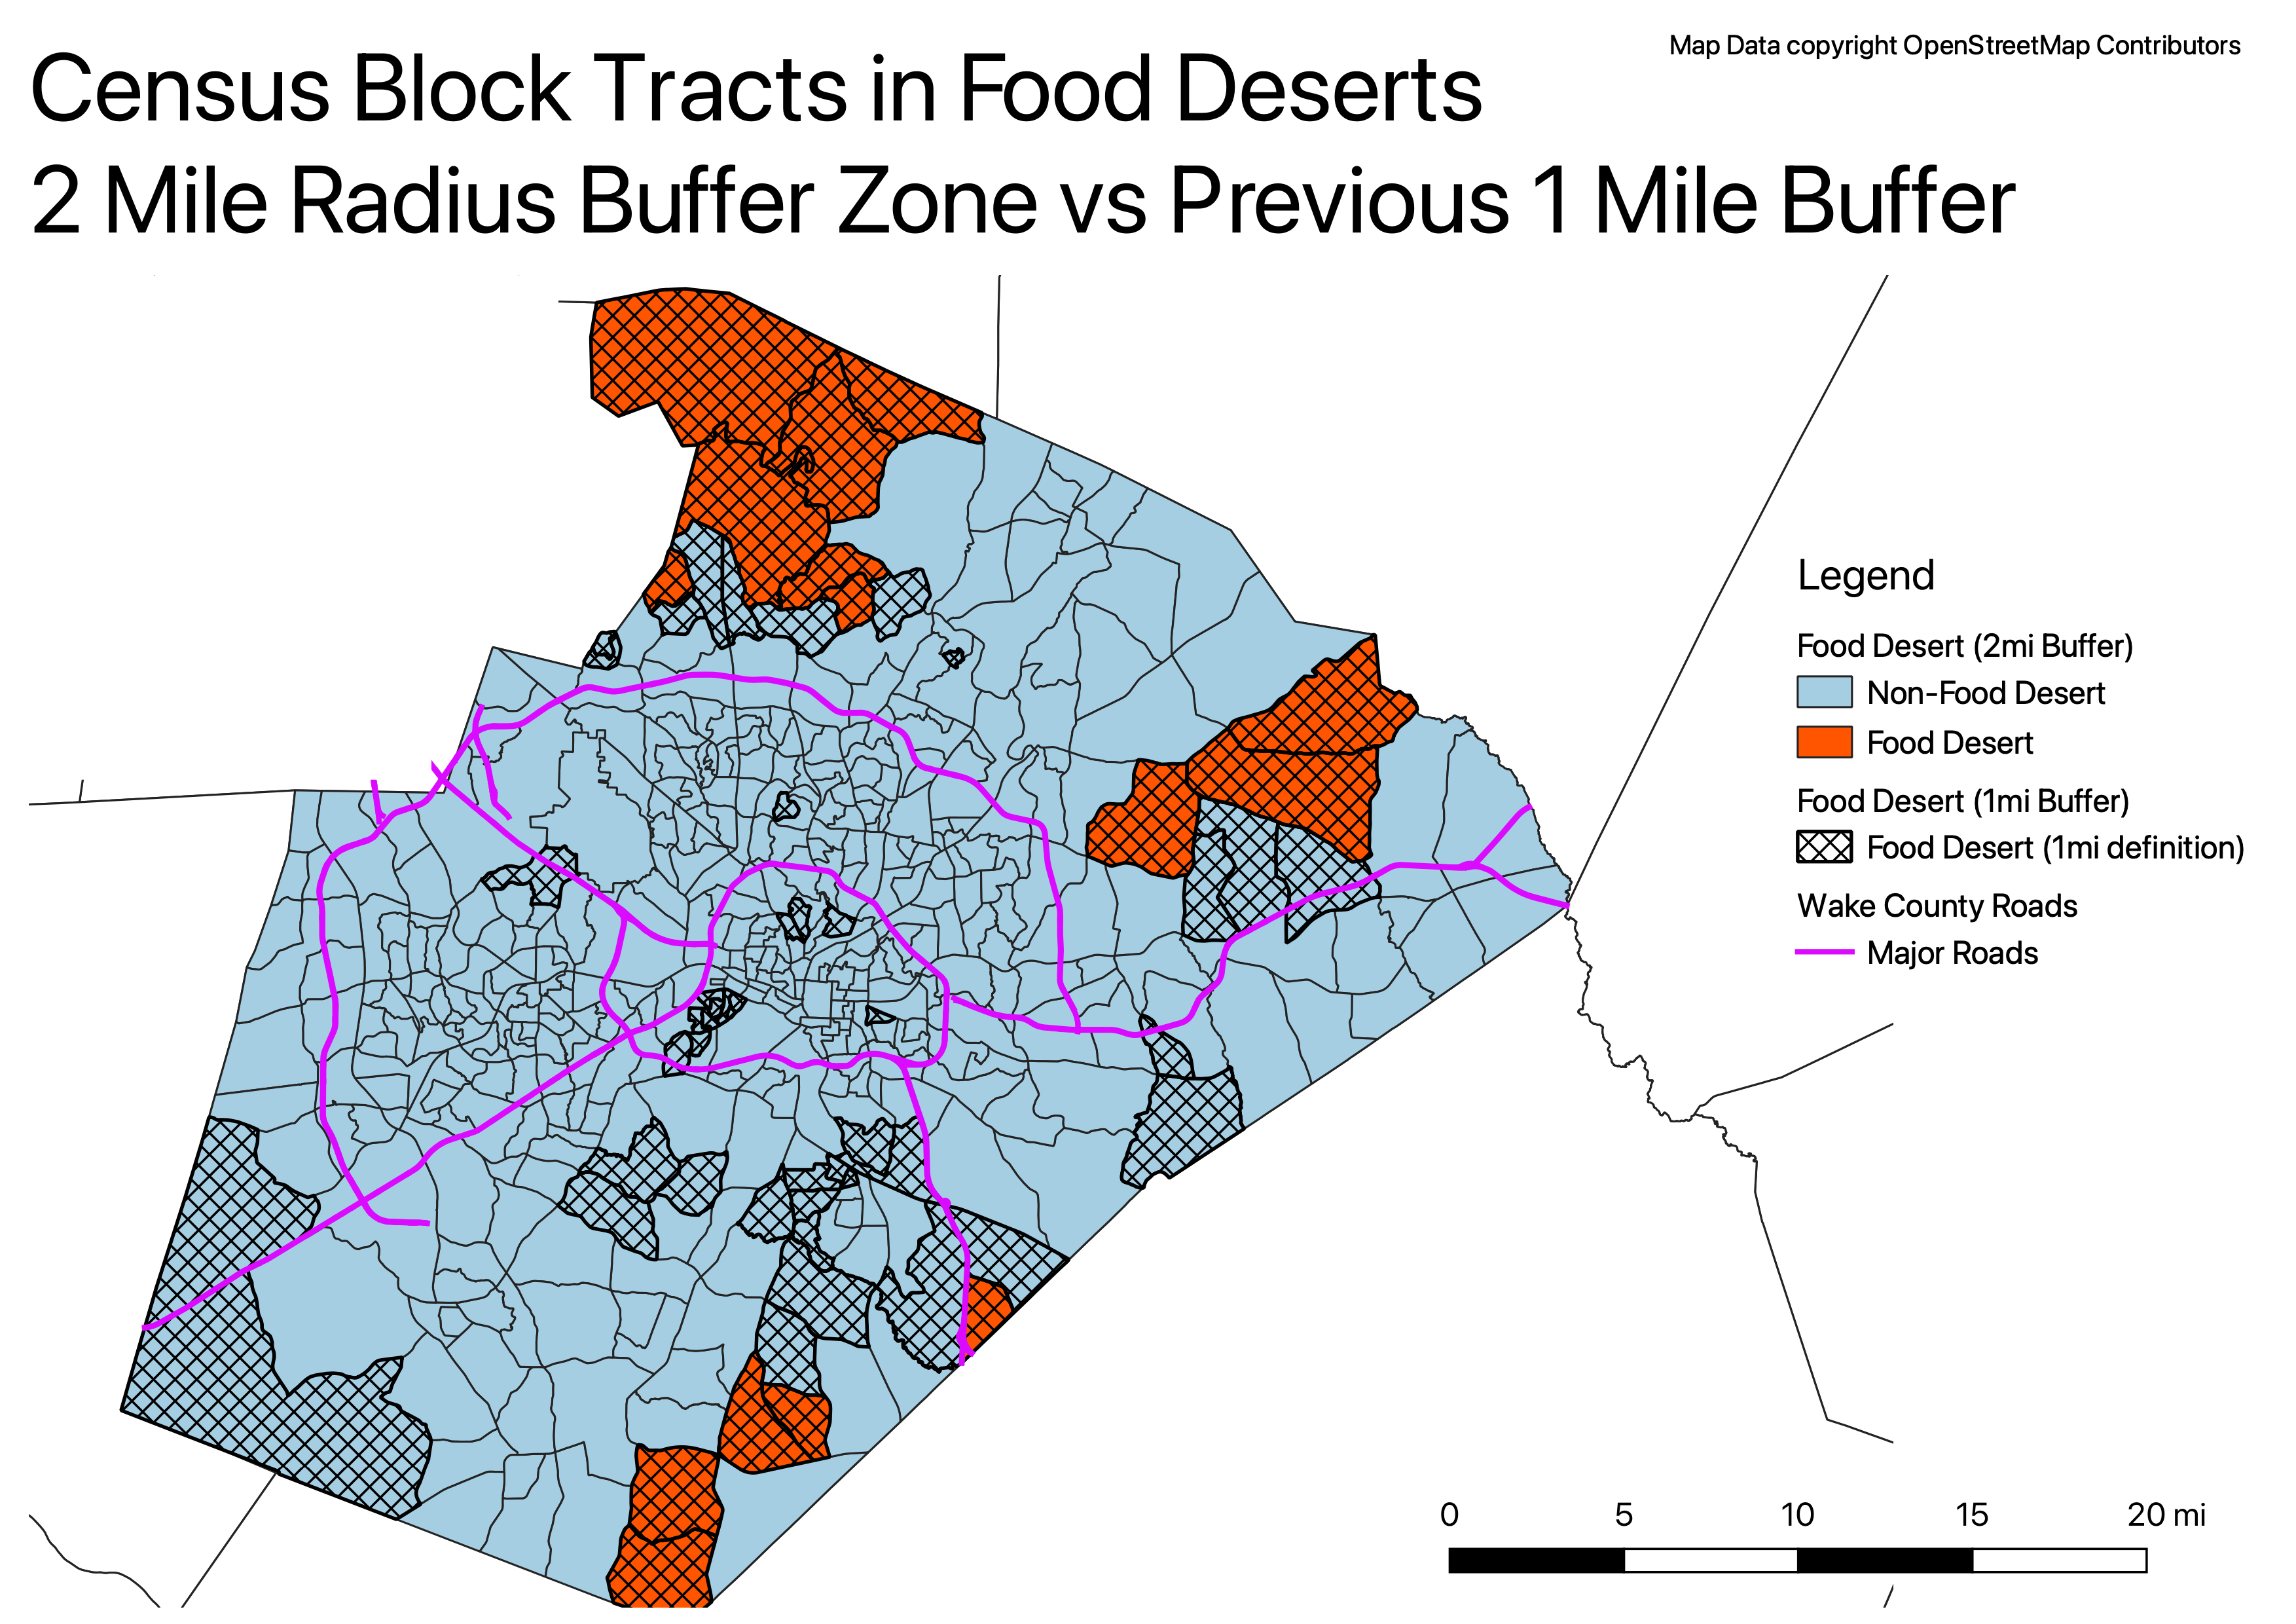 Map Data copyright OpenStreetMap Contributors
Census Block Tracts in Food Deserts
2 Mile Radius Buffer Zone vs Previous 1 Mile Buffer
Legend
Food Desert (2mi Buffer)
Non-Food Desert
Food Desert
Food Desert (1mi Buffer)
Food Desert (1mi definition)
Wake County Roads
Major Roads
0 5 10 15 20 mi